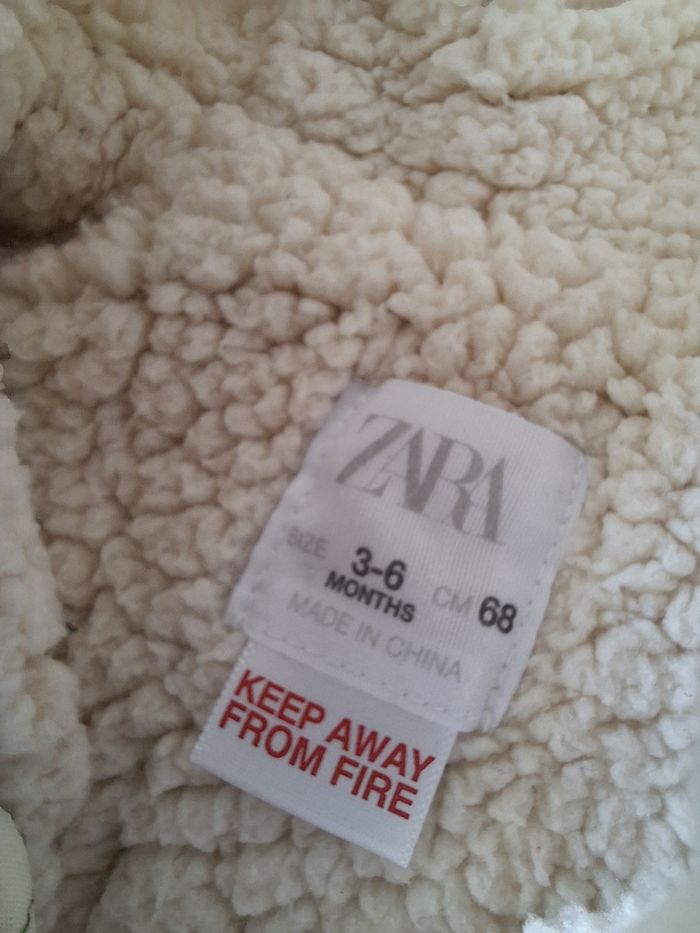 ZARA
SIZE 3-6 CM 68
MONTHS
MADE IN CHINA
KEEP AWAY
FROM FIRE